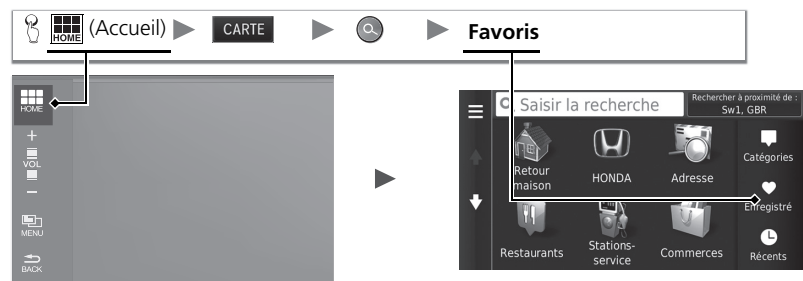 HOME (Accueil) CARTE Favoris
HOME
+
VOL
−
MENU
BACK
Saisir la recherche
Rechercher à proximité de :
Sw1, GBR
Retour
maison
HONDA
Adresse
Catégories
Enregistré
Restaurants
Stations-
service
Commerces
Récents